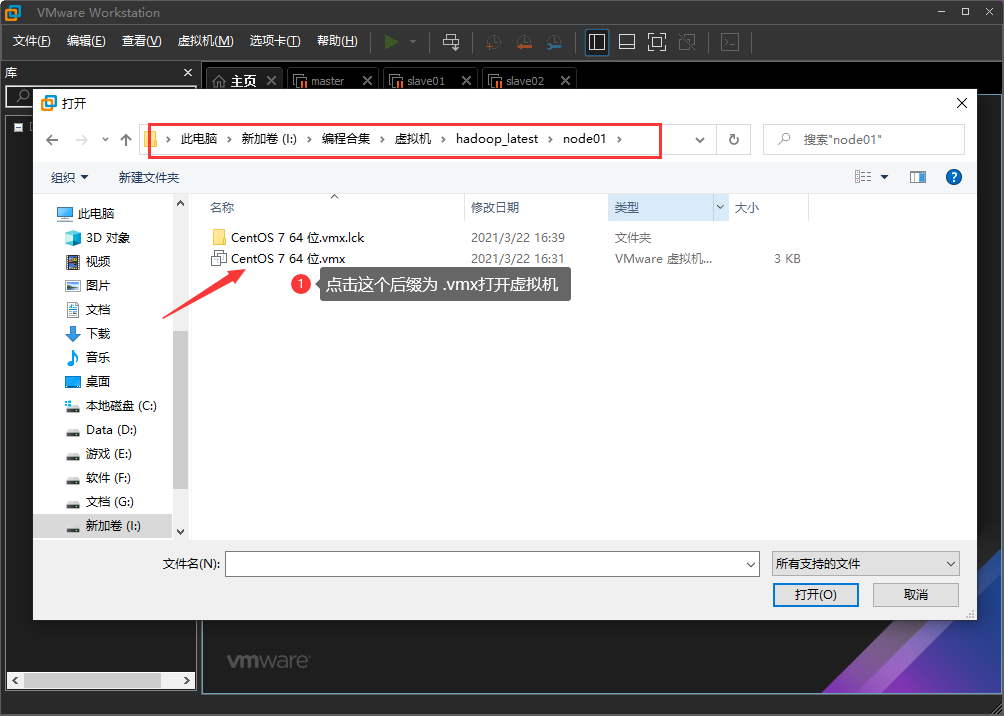 VMware Workstation
文件(F) 编辑(E) 查看(V) 虚拟机(M) 选项卡(T) 帮助(H)
库
主页 master slave01 slave02
打开
此电脑 新加卷 (I:) 编程合集 虚拟机 hadoop_latest node01
搜索"node01"
组织 新建文件夹
名称 修改日期 类型 大小
CentOS 7 64 位.vmx.lck 2021/3/22 16:39 文件夹
CentOS 7 64 位.vmx 2021/3/22 16:31 VMware 虚拟机... 3 KB
1 点击这个后缀为 .vmx打开虚拟机
此电脑
3D 对象
视频
图片
文档
下载
音乐
桌面
本地磁盘 (C:)
Data (D:)
游戏 (E:)
软件 (F:)
文档 (G:)
新加卷 (I:)
文件名(N): 所有支持的文件
打开(O) 取消
vmware